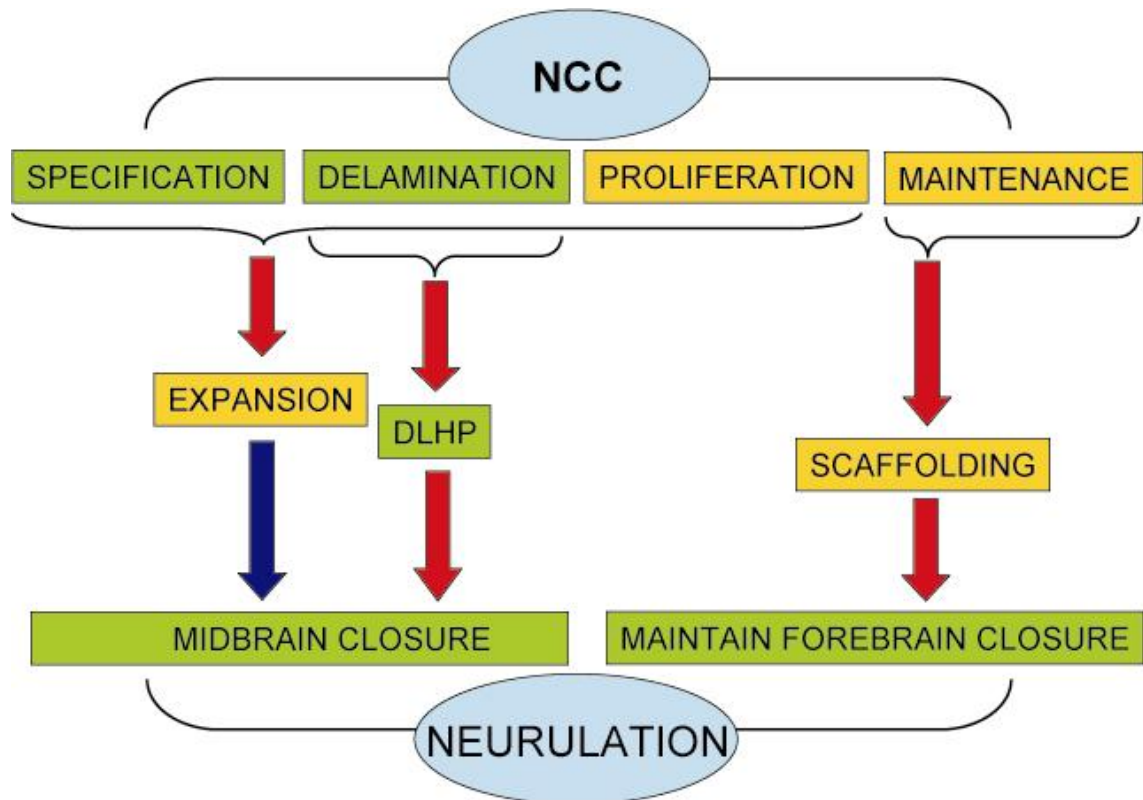 NCC
SPECIFICATION
DELAMINATION
PROLIFERATION
MAINTENANCE
EXPANSION
DLHP
SCAFFOLDING
MIDBRAIN CLOSURE
MAINTAIN FOREBRAIN CLOSURE
NEURULATION